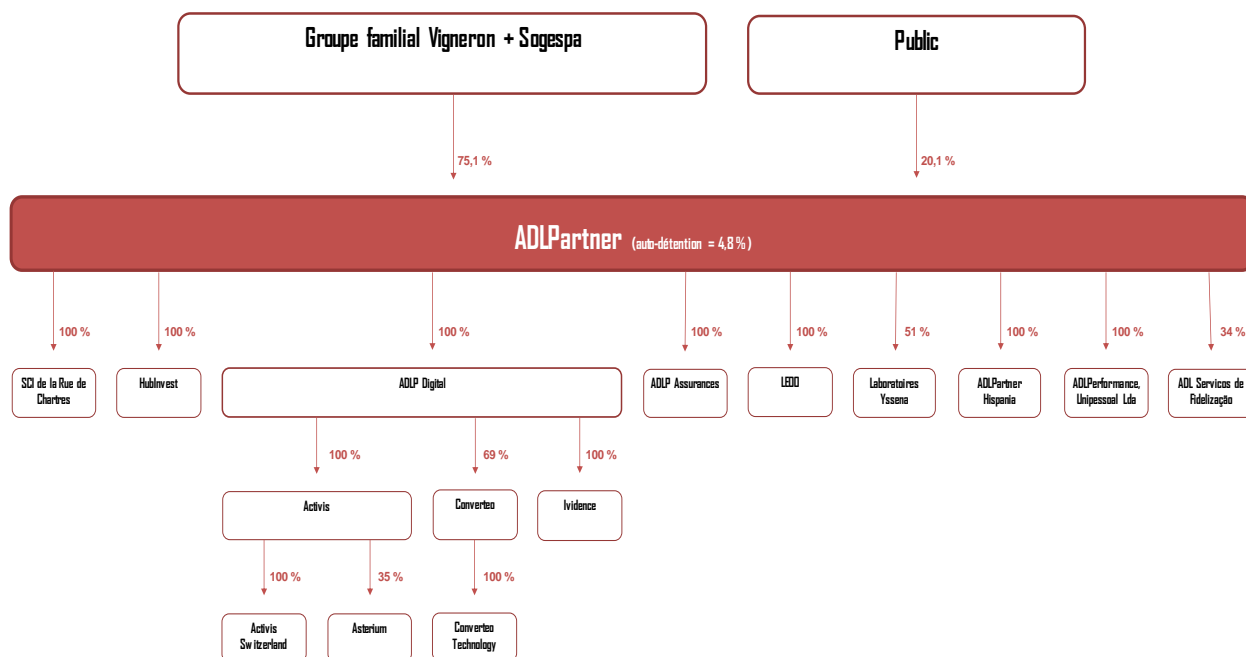 Groupe familial Vigneron + Sogespa
Public
75,1 %
20,1 %
ADLPartner (auto-détention = 4,8 %)
100 %
100 %
100 %
100 %
100 %
51 %
100 %
100 %
34 %
SCI de la Rue de
Chartres
HubInvest
ADLP Digital
ADLP Assurances
LEOO
Laboratoires
Yssena
ADLPartner
Hispania
ADLPerformance,
Unipessoal Lda
ADL Servicos de
Fidelização
100 %
69 %
100 %
Activis
Converteo
Ividence
100 %
35 %
100 %
Activis
Switzerland
Asterium
Converteo
Technology